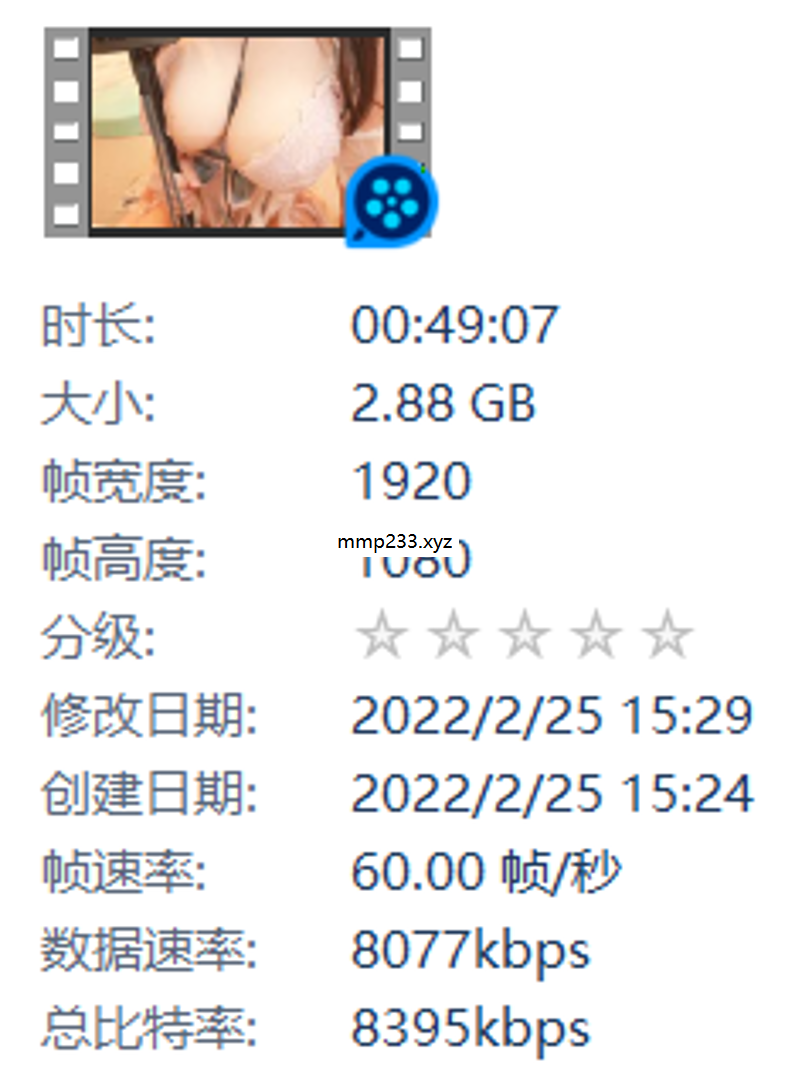 时长: 00:49:07
大小: 2.88 GB
帧宽度: 1920
mmp233.xyz
帧高度: 1080
分级:
修改日期: 2022/2/25 15:29
创建日期: 2022/2/25 15:24
帧速率: 60.00 帧/秒
数据速率: 8077kbps
总比特率: 8395kbps